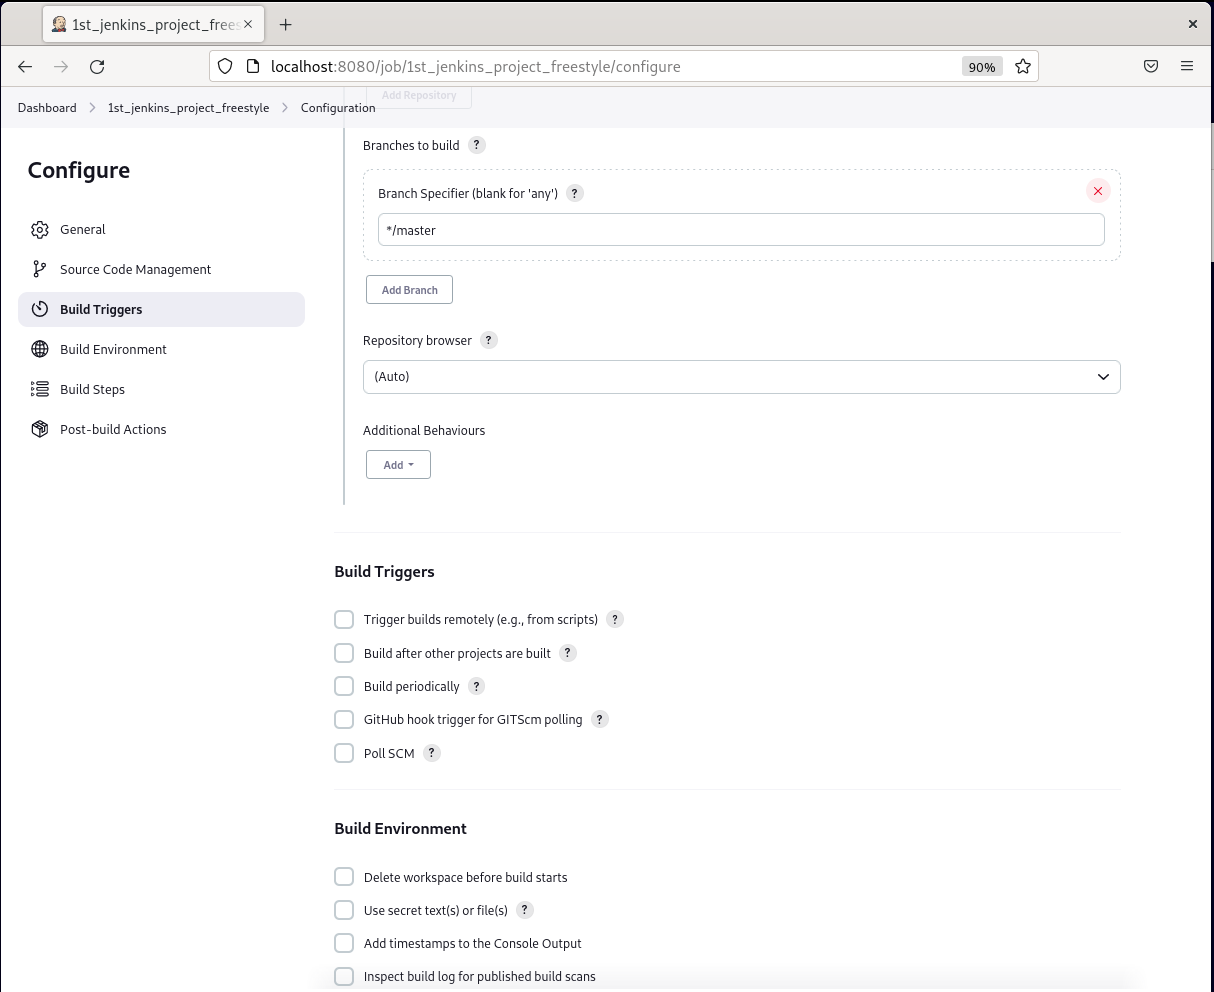 1st_jenkins_project_frees
localhost:8080/job/1st_jenkins_project_freestyle/configure
90%
Add Repository
Dashboard
1st_jenkins_project_freestyle
Configuration
Configure
General
Source Code Management
Build Triggers
Build Environment
Build Steps
Post-build Actions
Branches to build ?
Branch Specifier (blank for 'any') ?
*/master
Add Branch
Repository browser ?
(Auto)
Additional Behaviours
Add
Build Triggers
Trigger builds remotely (e.g., from scripts) ?
Build after other projects are built ?
Build periodically ?
GitHub hook trigger for GITScm polling ?
Poll SCM ?
Build Environment
Delete workspace before build starts
Use secret text(s) or file(s) ?
Add timestamps to the Console Output
Inspect build log for published build scans